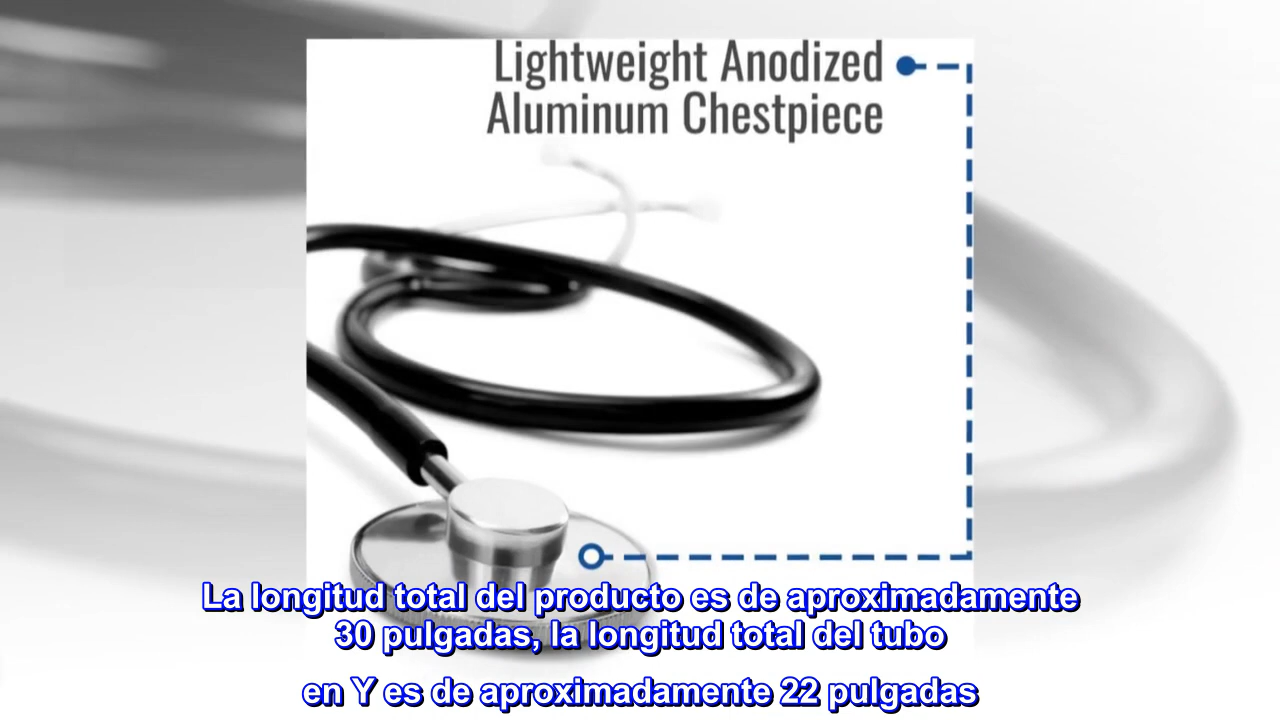 Lightweight Anodized
Aluminum Chestpiece
La longitud total del producto es de aproximadamente
30 pulgadas, la longitud total del tubo
en Y es de aproximadamente 22 pulgadas